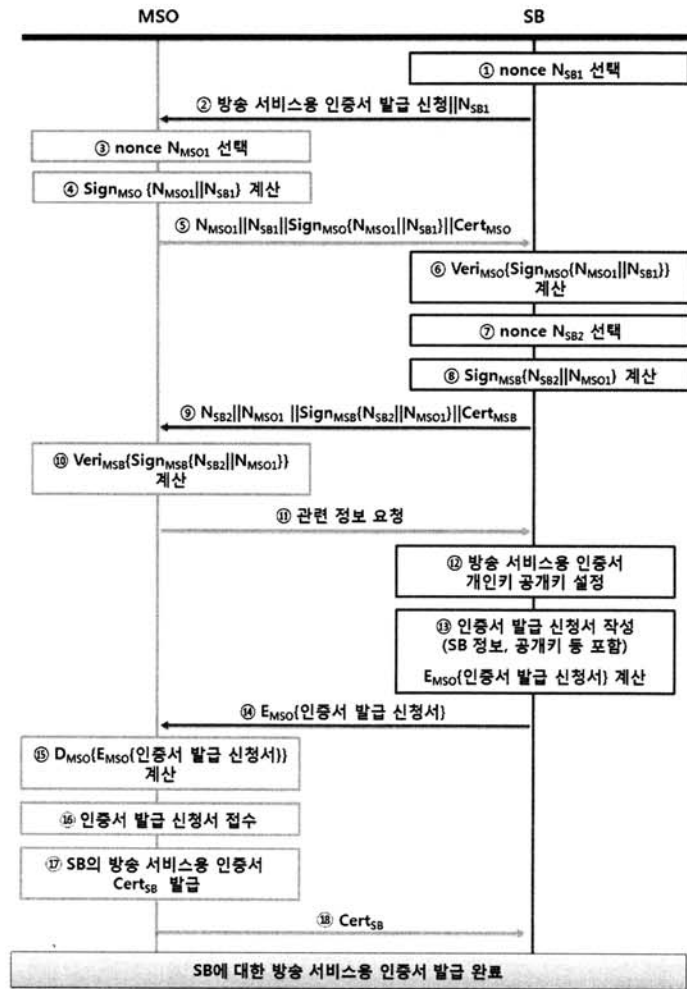 MSO
SB
① nonce N_SB1 선택
② 방송 서비스용 인증서 발급 신청||N_SB1
③ nonce N_MSO1 선택
④ Sign_MSO {N_MSO1||N_SB1} 계산
⑤ N_MSO1||N_SB1||Sign_MSO{N_MSO1||N_SB1}||Cert_MSO
⑥ Veri_MSO{Sign_MSO{N_MSO1||N_SB1}}
계산
⑦ nonce N_SB2 선택
⑧ Sign_MSB{N_SB2||N_MSO1} 계산
⑨ N_SB2||N_MSO1 ||Sign_MSB{N_SB2||N_MSO1}||Cert_MSB
⑩ Veri_MSB{Sign_MSB{N_SB2||N_MSO1}}
계산
⑪ 관련 정보 요청
⑫ 방송 서비스용 인증서
개인키 공개키 설정
⑬ 인증서 발급 신청서 작성
(SB 정보, 공개키 등 포함)
E_MSO{인증서 발급 신청서} 계산
⑭ E_MSO{인증서 발급 신청서}
⑮ D_MSO{E_MSO{인증서 발급 신청서}}
계산
⑯ 인증서 발급 신청서 접수
⑰ SB의 방송 서비스용 인증서
Cert_SB 발급
⑱ Cert_SB
SB에 대한 방송 서비스용 인증서 발급 완료